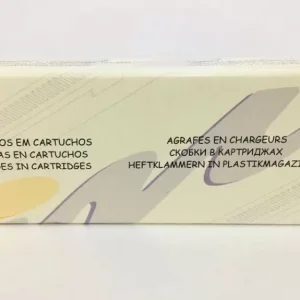 OS EM CARTUCHOS
AS EN CARTUCHOS
ES IN CARTRIDGES
AGRAFES EN CHARGEURS
СКОБКИ В КАРТРИДЖАХ
HEFTKLAMMERN IN PLASTIKMAGAZI